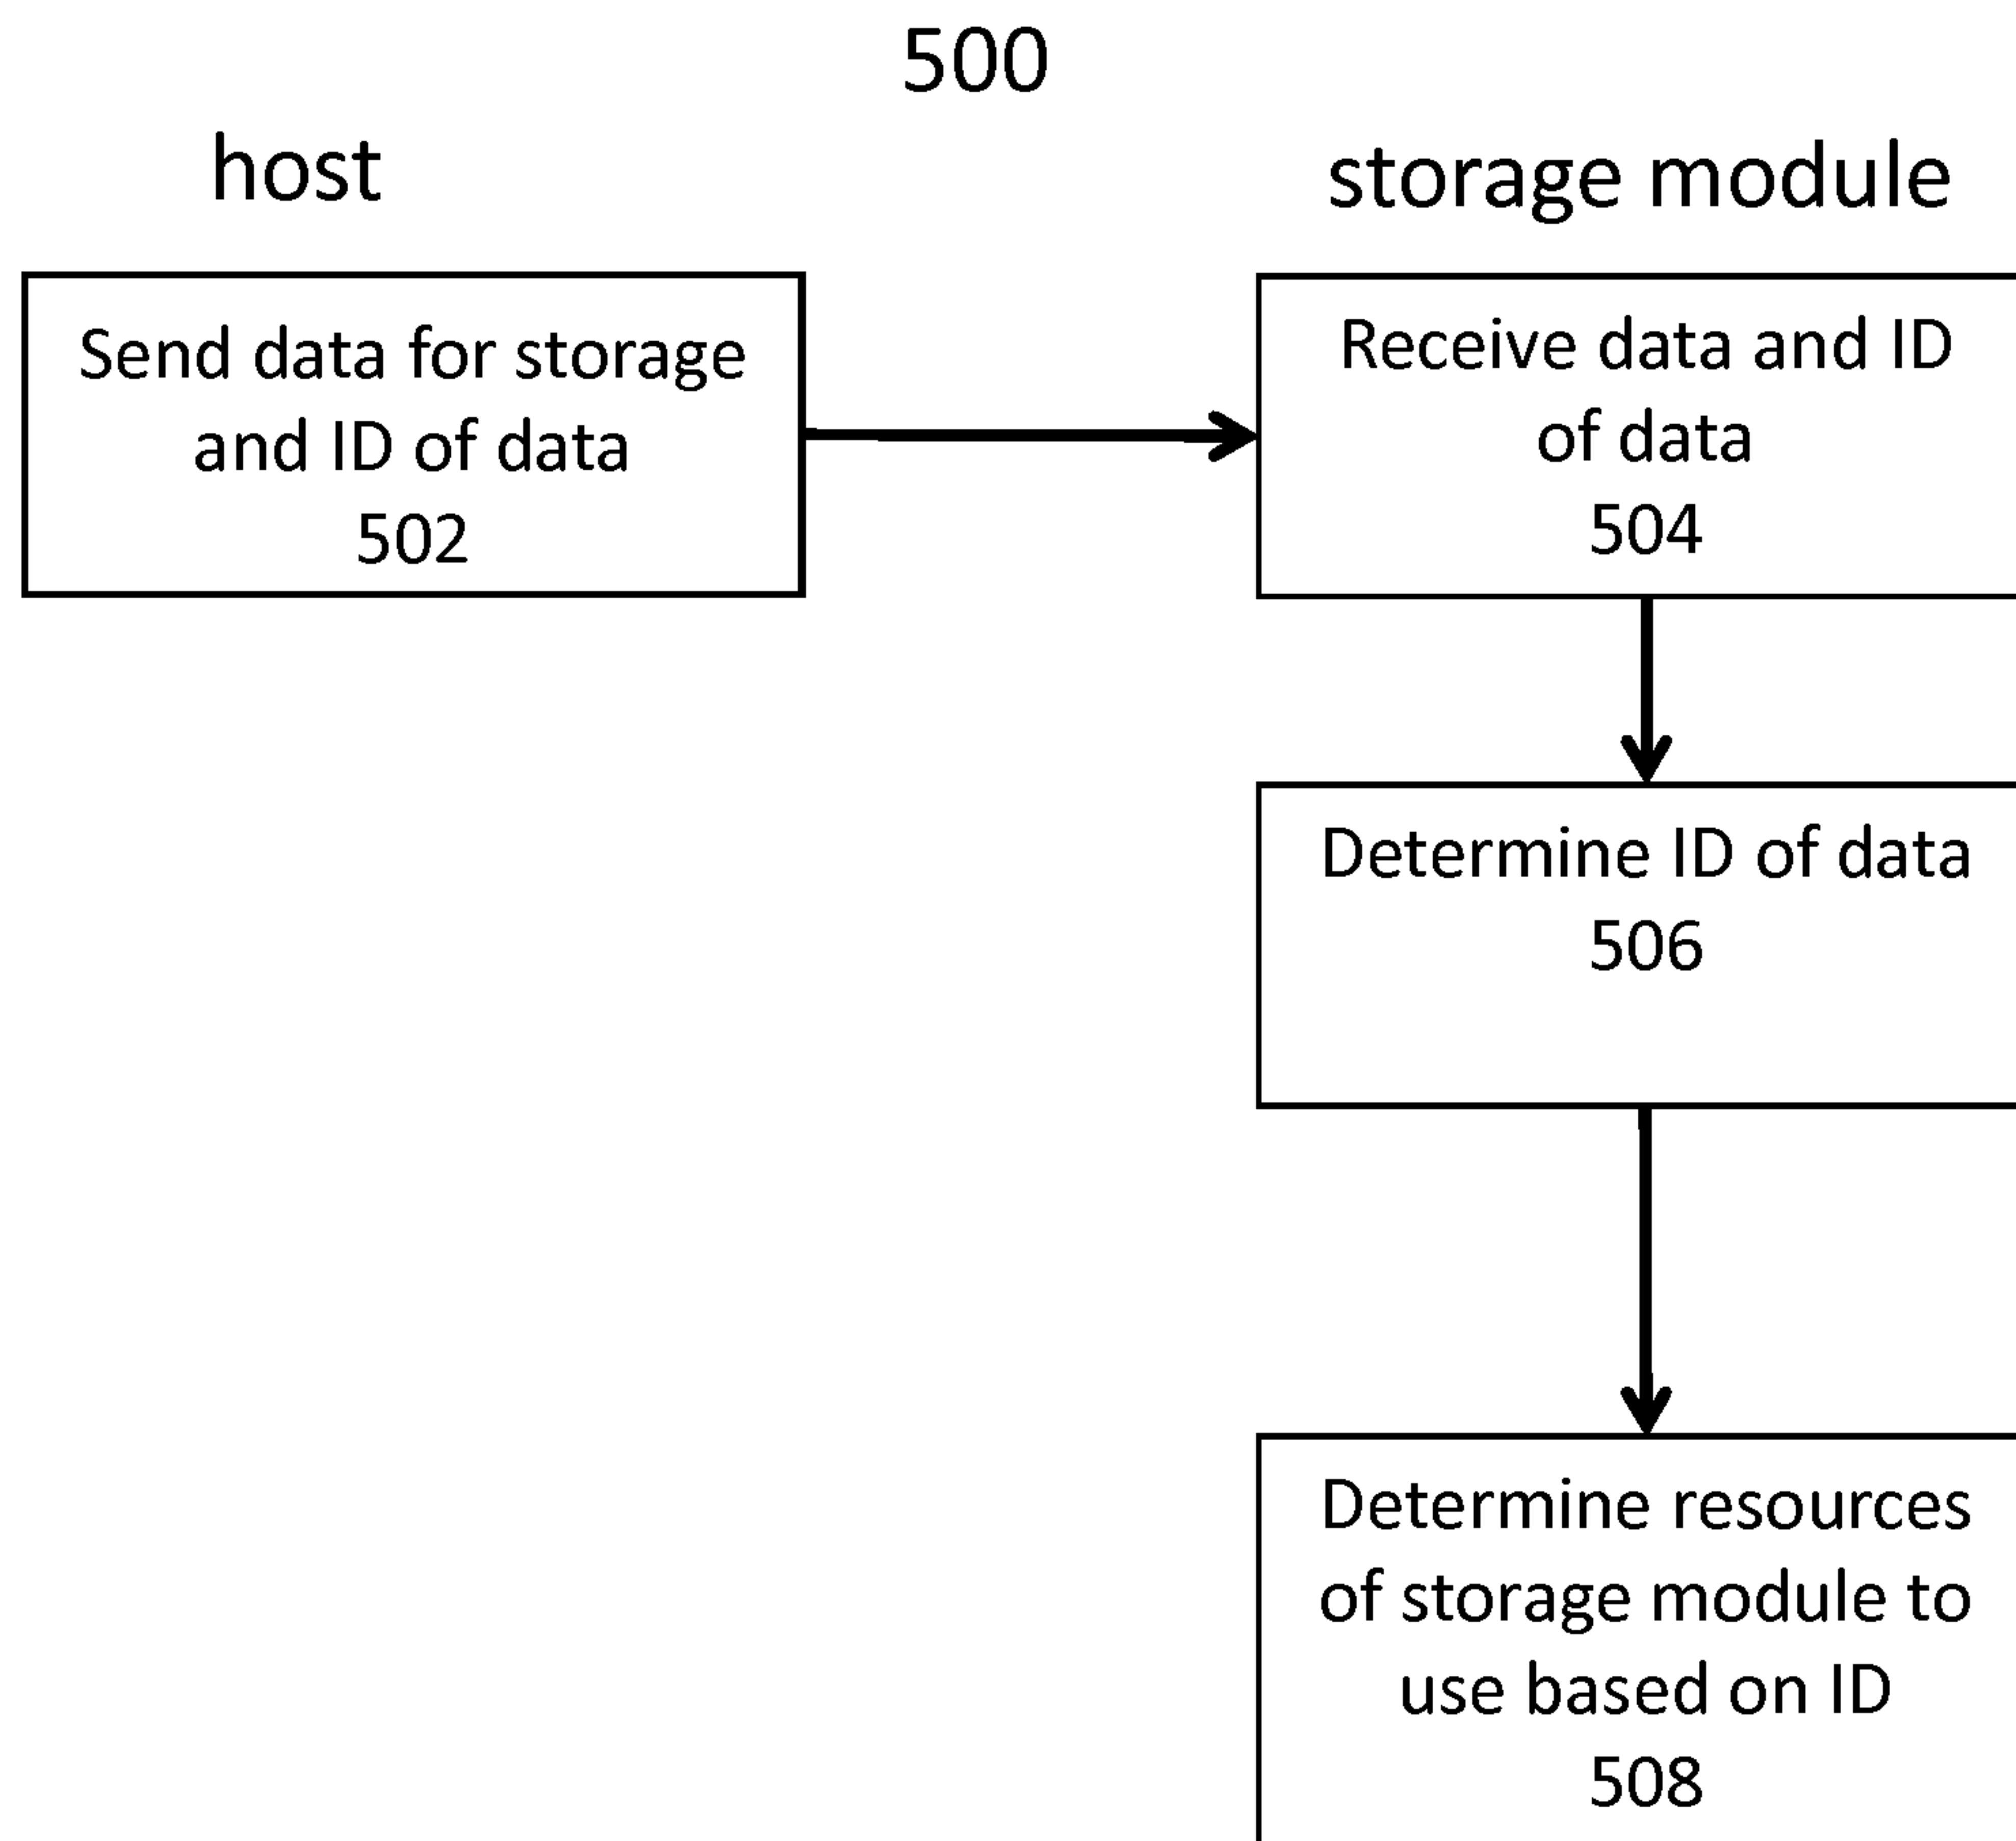 500
host
storage module
Send data for storage
and ID of data
502
Receive data and ID
of data
504
Determine ID of data
506
Determine resources
of storage module to
use based on ID
508